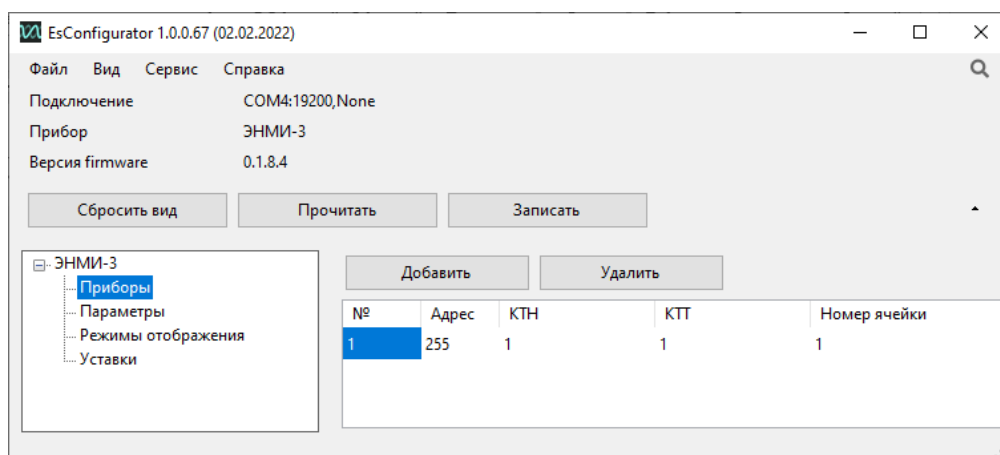 EsConfigurator 1.0.0.67 (02.02.2022)
Файл Вид Сервис Справка
Подключение COM4:19200,None
Прибор ЭНМИ-3
Версия firmware 0.1.8.4
Сбросить вид Прочитать Записать
ЭНМИ-3
Приборы
Параметры
Режимы отображения
Уставки
Добавить Удалить
№ Адрес КТН КТТ Номер ячейки
1 255 1 1 1